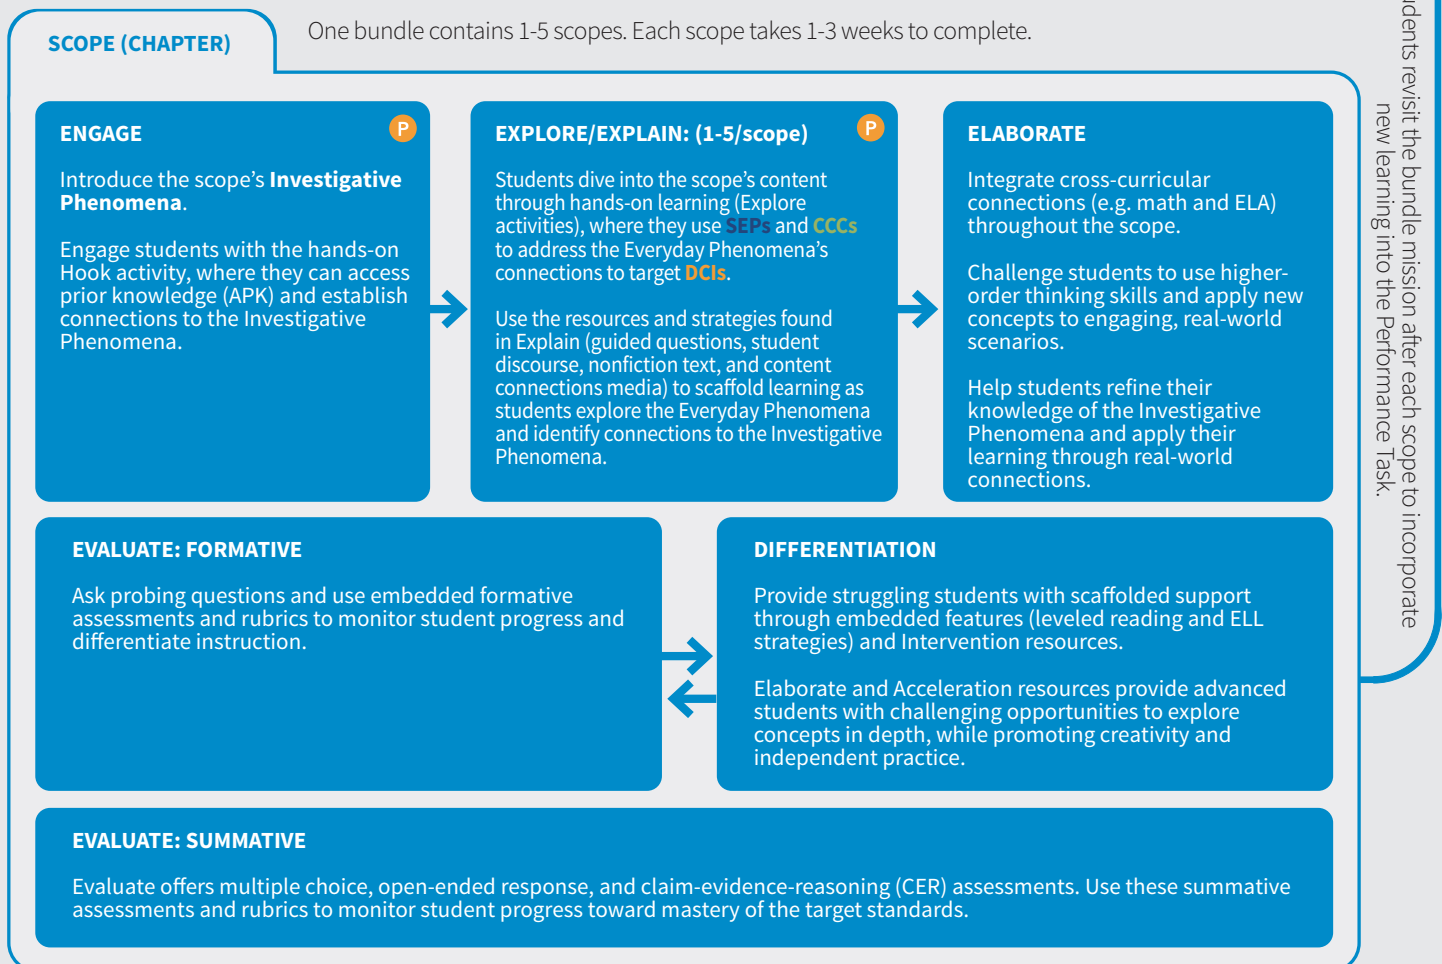 SCOPE (CHAPTER)
One bundle contains 1-5 scopes. Each scope takes 1-3 weeks to complete.
ENGAGE
P
Introduce the scope’s Investigative
Phenomena.
Engage students with the hands-on
Hook activity, where they can access
prior knowledge (APK) and establish
connections to the Investigative
Phenomena.
EXPLORE/EXPLAIN: (1-5/scope)
P
Students dive into the scope’s content
through hands-on learning (Explore
activities), where they use SEPs and CCCs
to address the Everyday Phenomena’s
connections to target DCIs.
Use the resources and strategies found
in Explain (guided questions, student
discourse, nonfiction text, and content
connections media) to scaffold learning as
students explore the Everyday Phenomena
and identify connections to the Investigative
Phenomena.
ELABORATE
Integrate cross-curricular
connections (e.g. math and ELA)
throughout the scope.
Challenge students to use higher-
order thinking skills and apply new
concepts to engaging, real-world
scenarios.
Help students refine their
knowledge of the Investigative
Phenomena and apply their
learning through real-world
connections.
EVALUATE: FORMATIVE
Ask probing questions and use embedded formative
assessments and rubrics to monitor student progress and
differentiate instruction.
DIFFERENTIATION
Provide struggling students with scaffolded support
through embedded features (leveled reading and ELL
strategies) and Intervention resources.
Elaborate and Acceleration resources provide advanced
students with challenging opportunities to explore
concepts in depth, while promoting creativity and
independent practice.
EVALUATE: SUMMATIVE
Evaluate offers multiple choice, open-ended response, and claim-evidence-reasoning (CER) assessments. Use these summative
assessments and rubrics to monitor student progress toward mastery of the target standards.
udents revisit the bundle mission after each scope to incorporate
new learning into the Performance Task.